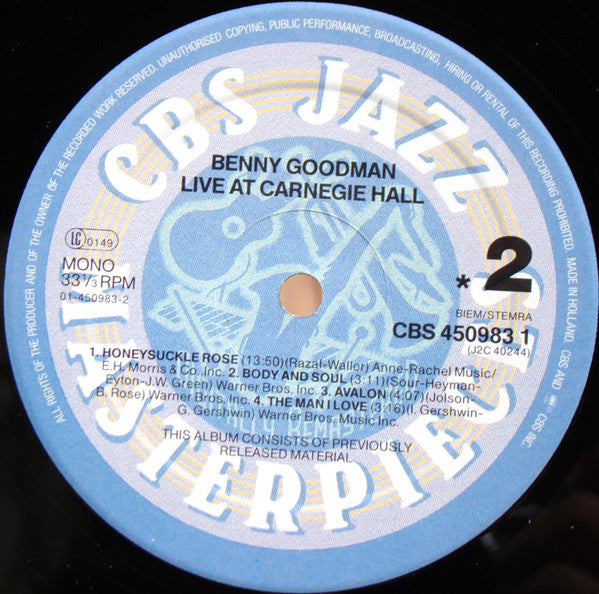 ALL RIGHTS OF THE PRODUCER AND OF THE OWNER OF THE RECORDED WORK RESERVED. UNAUTHORISED COPYING, PUBLIC PERFORMANCE, BROADCASTING, HIRING OR RENTAL OF THIS RECORDING PROHIBITED. MADE IN HOLLAND. CBS AND CBS INC.
CBS JAZZ
BENNY GOODMAN
LIVE AT CARNEGIE HALL
LC 0149
MONO
33 1/3 RPM
01-450983-2
* 2
BIEM/STEMRA
CBS 450983 1
(J2C 40244)
1. HONEYSUCKLE ROSE (13:50)(Razaf-Waller) Anne-Rachel Music/
E.H. Morris & Co. Inc. 2. BODY AND SOUL (3:11)(Sour-Heyman-
Eyton-J.W. Green) Warner Bros. Inc. 3. AVALON (4:07)(Jolson-
B. Rose) Warner Bros. Inc. 4. THE MAN I LOVE (3:16)(I. Gershwin-
G. Gershwin) Warner Bros. Music Inc.
THIS ALBUM CONSISTS OF PREVIOUSLY
RELEASED MATERIAL
MASTERPIECES